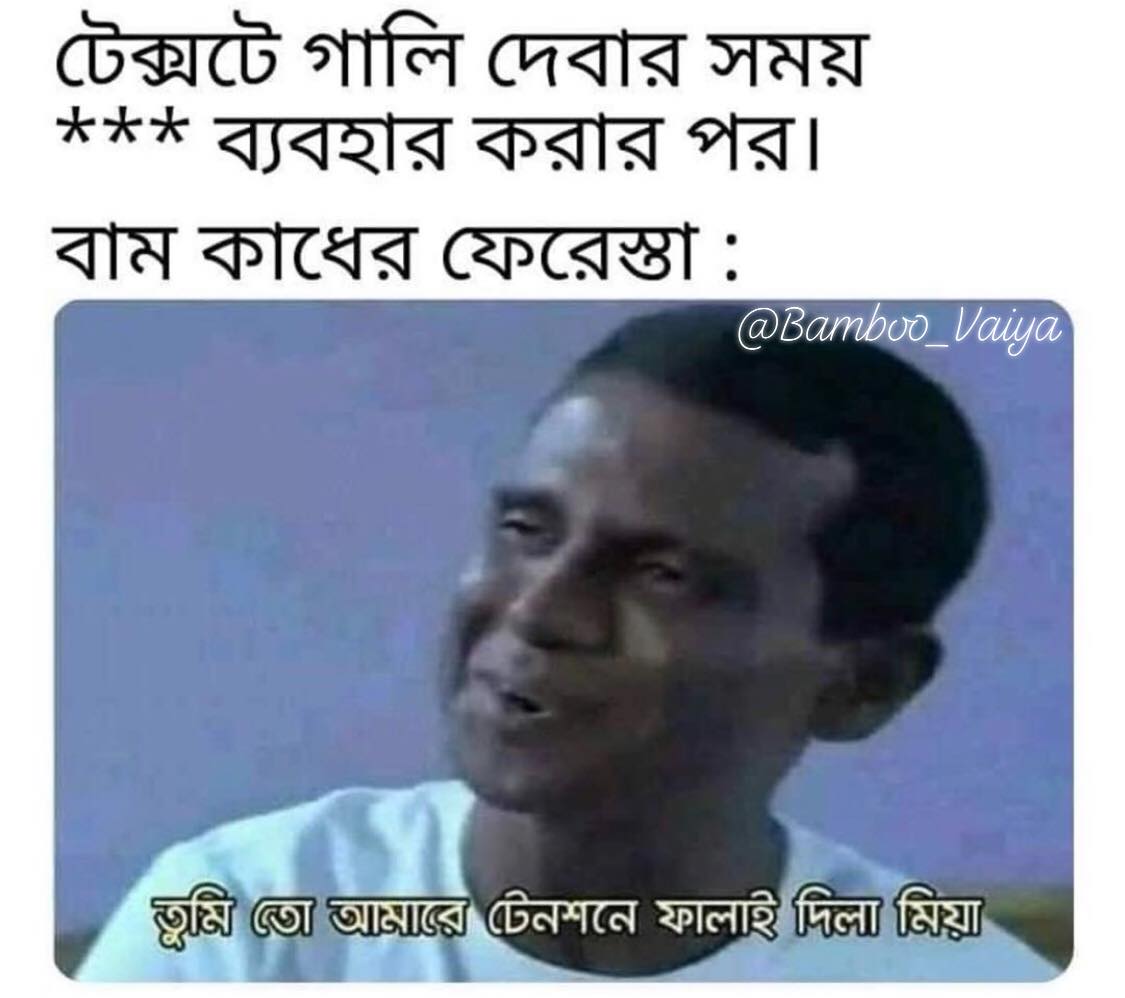 টেক্সটে গালি দেবার সময়
*** ব্যবহার করার পর।
বাম কাধের ফেরেস্তা :
@Bamboo_Vaiya
তুমি তো আমারে টেনশনে ফালাই দিলা মিয়া